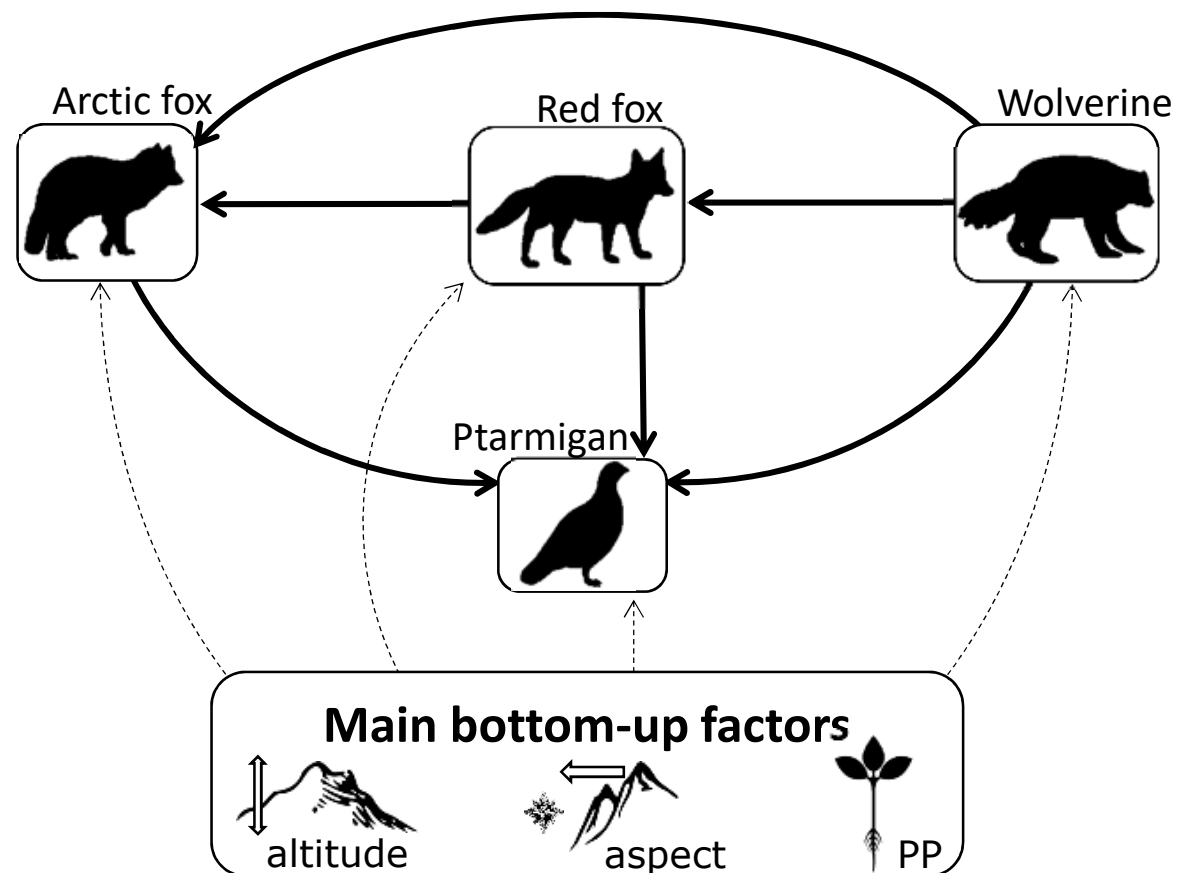 Arctic fox
Red fox
Wolverine
Ptarmigan
Main bottom-up factors
altitude
aspect
PP